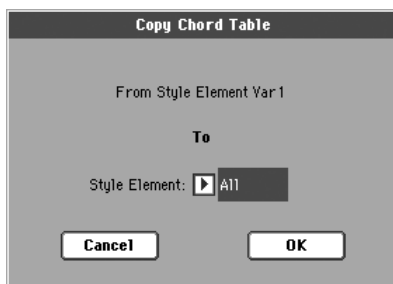 Copy Chord Table
From Style Element Var1
To
Style Element: All
Cancel OK